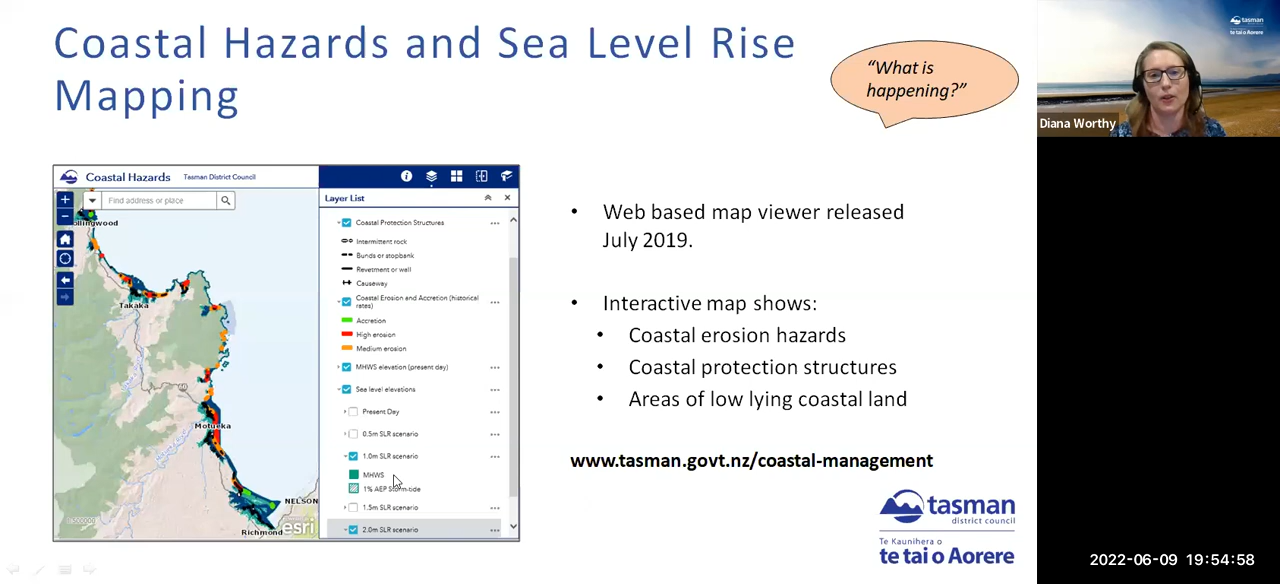 Coastal Hazards and Sea Level Rise
Mapping
“What is
happening?”
tasman
te tai o Aorere
Diana Worthy
Coastal Hazards Tasman District Council
Find address or place
Layer List
Coastal Protection Structures
Intermittent rock
Bunds or stopbank
Revetment or wall
Causeway
Coastal Erosion and Accretion (historical
rates)
Accretion
High erosion
Medium erosion
MHWS elevation (present day)
Sea level elevations
Present Day
0.5m SLR scenario
1.0m SLR scenario
MHWS
1% AEP Storm-tide
1.5m SLR scenario
2.0m SLR scenario
ollingwood
Takaka
60
Motueka
NELSON
Richmond
esri
• Web based map viewer released
July 2019.
• Interactive map shows:
• Coastal erosion hazards
• Coastal protection structures
• Areas of low lying coastal land
www.tasman.govt.nz/coastal-management
tasman
district council
Te Kaunihera o
te tai o Aorere
2022-06-09 19:54:58